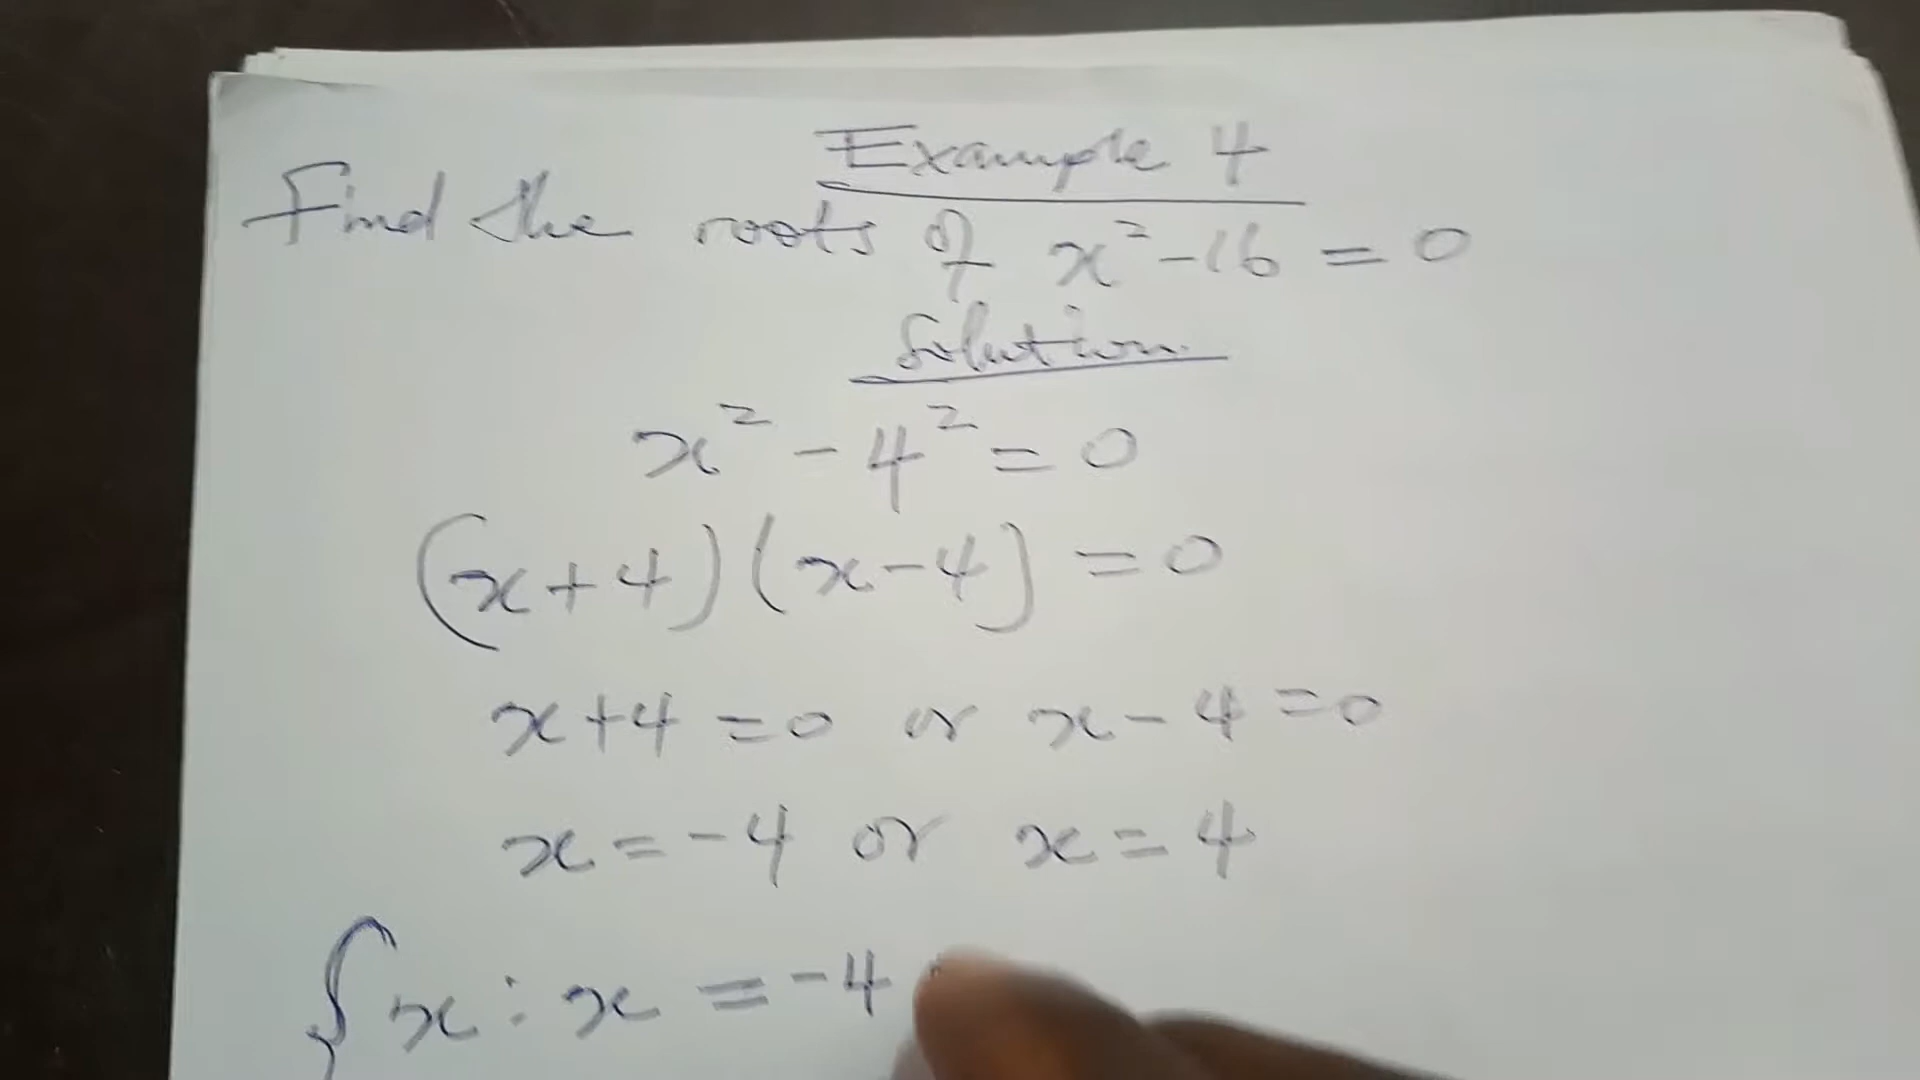 Example 4
Find the roots of x² - 16 = 0
Solution
x² - 4² = 0
(x + 4) (x - 4) = 0
x + 4 = 0 or x - 4 = 0
x = -4 or x = 4
{x : x = -4